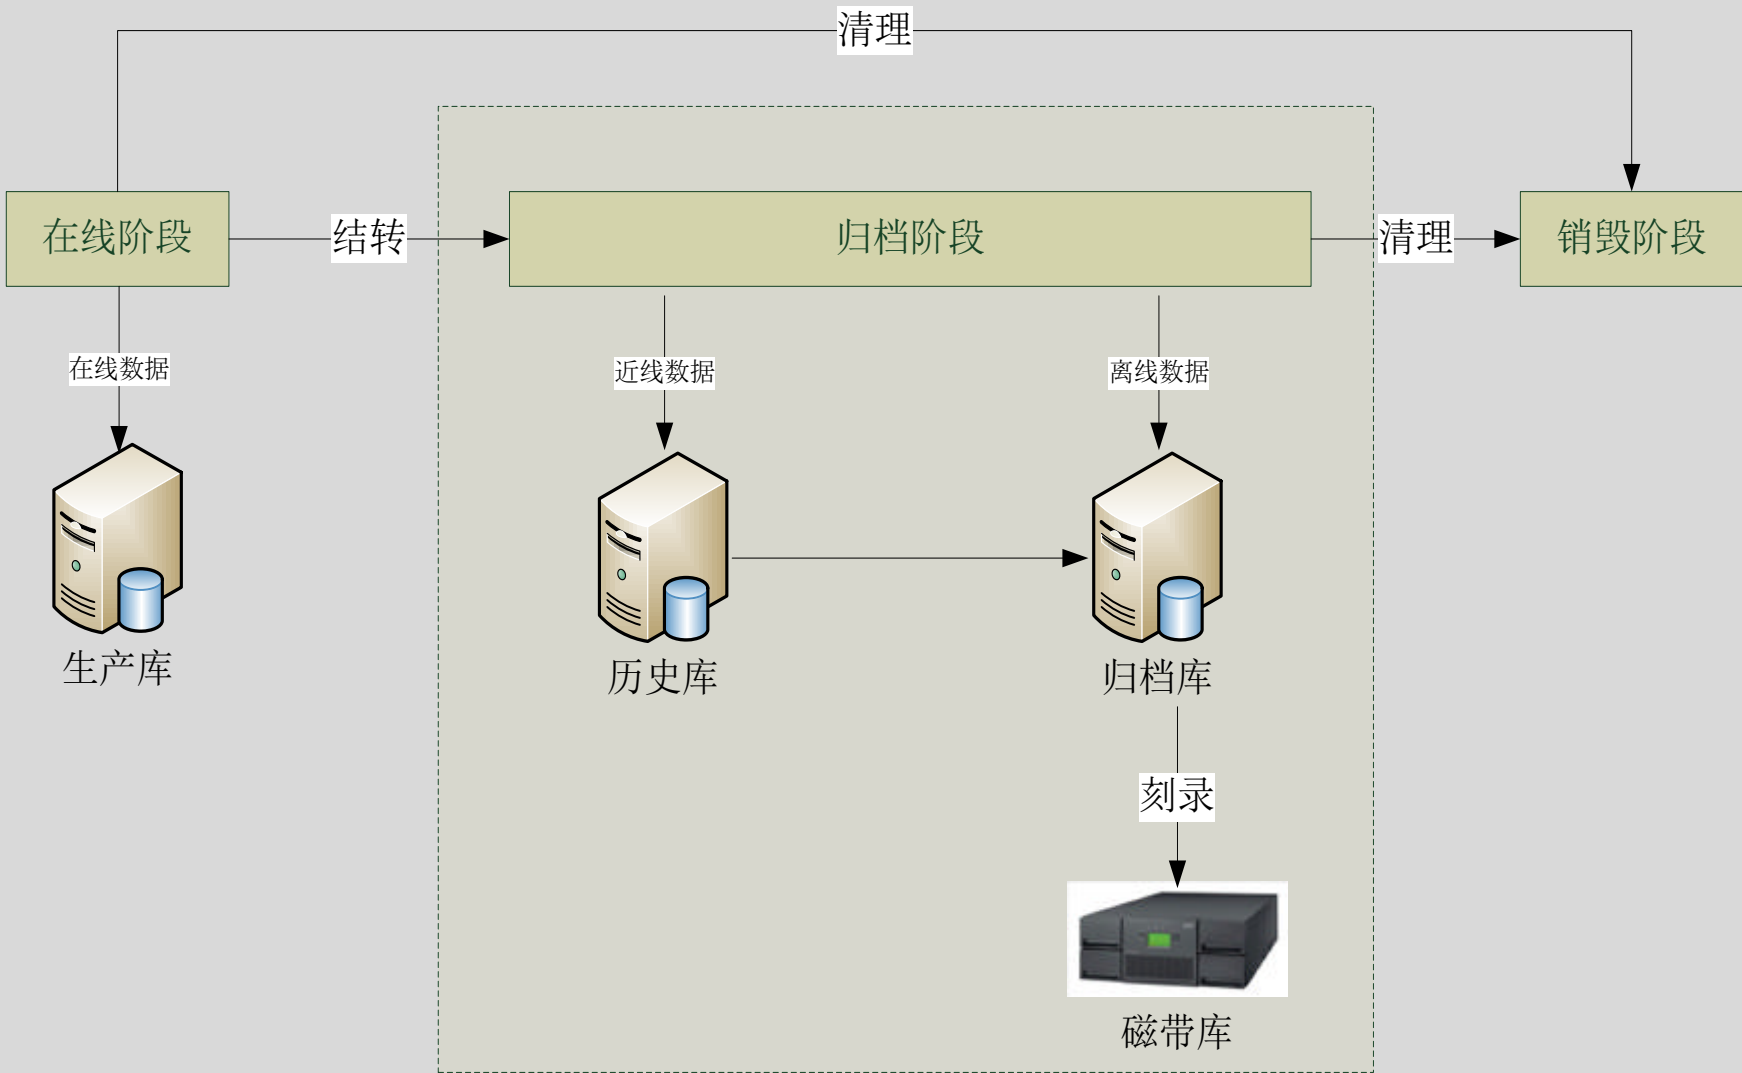 清理
在线阶段
结转
归档阶段
清理
销毁阶段
在线数据
近线数据
离线数据
生产库
历史库
归档库
刻录
磁带库